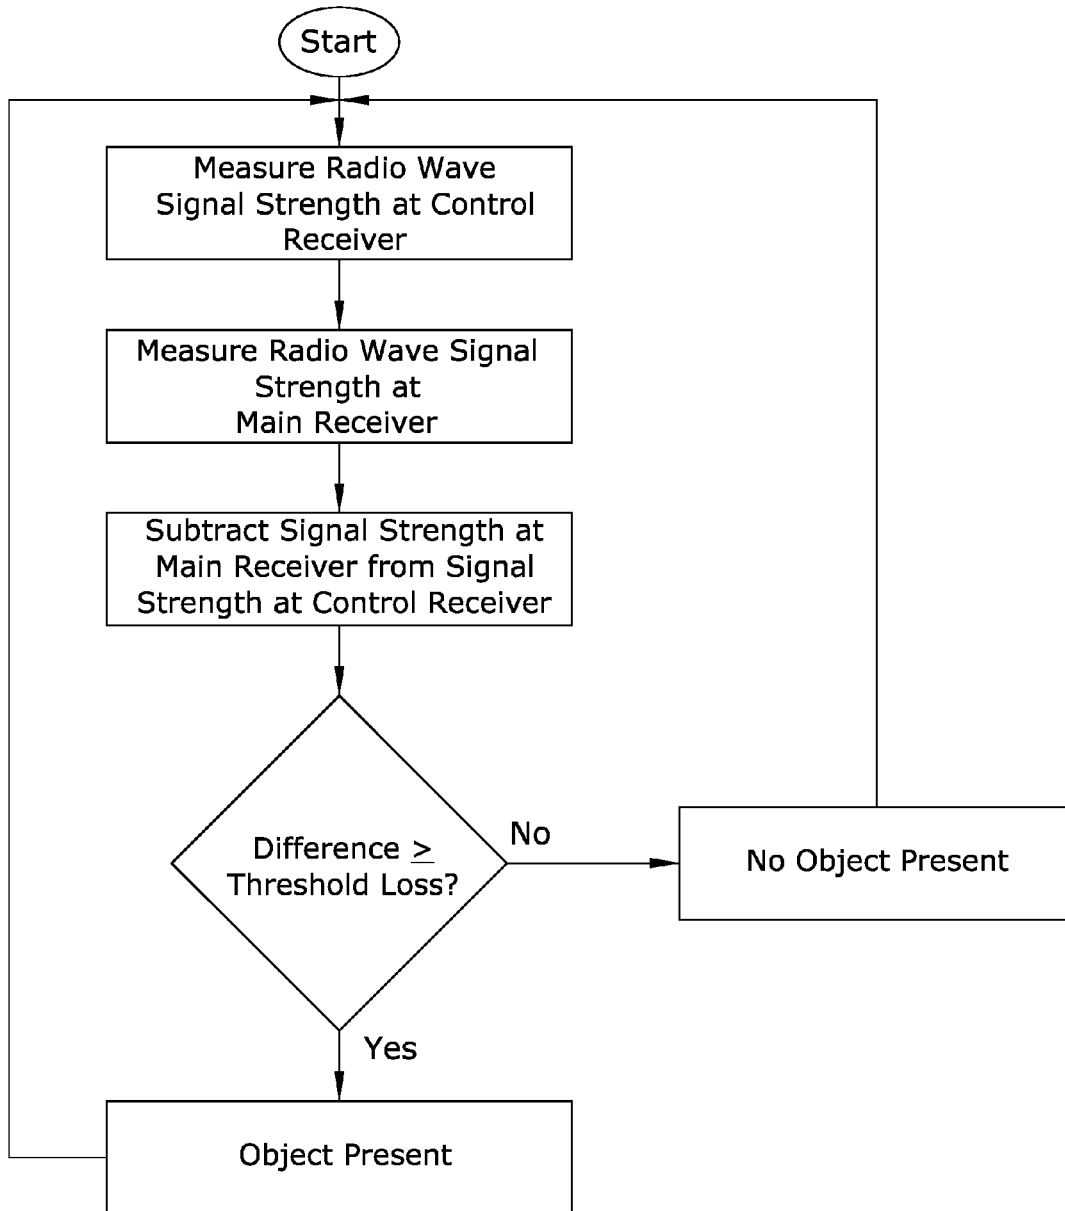 Start
Measure Radio Wave
Signal Strength at Control
Receiver
Measure Radio Wave Signal
Strength at
Main Receiver
Subtract Signal Strength at
Main Receiver from Signal
Strength at Control Receiver
Difference ≥
Threshold Loss?
No
No Object Present
Yes
Object Present